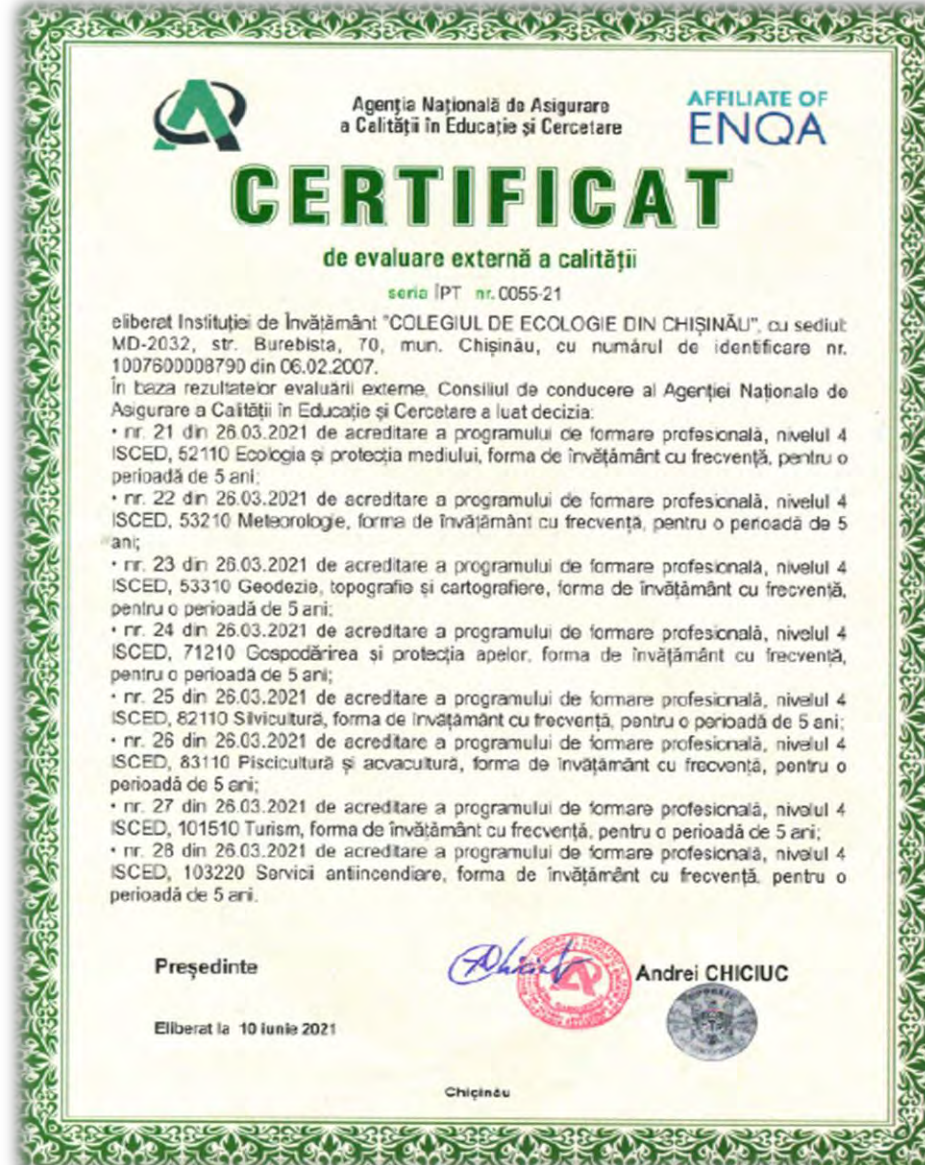 Agenția Națională de Asigurare
a Calității în Educație și Cercetare
AFFILIATE OF
ENQA
CERTIFICAT
de evaluare externă a calității
seria ÎPT nr. 0055-21
eliberat Instituției de Învățământ "COLEGIUL DE ECOLOGIE DIN CHIȘINĂU", cu sediul:
MD-2032, str. Burebista, 70, mun. Chișinău, cu numărul de identificare nr.
1007600008790 din 06.02.2007.
În baza rezultatelor evaluării externe, Consiliul de conducere al Agenției Naționale de
Asigurare a Calității în Educație și Cercetare a luat decizia:
• nr. 21 din 26.03.2021 de acreditare a programului de formare profesională, nivelul 4
ISCED, 52110 Ecologia și protecția mediului, forma de învățământ cu frecvență, pentru o
perioadă de 5 ani;
• nr. 22 din 26.03.2021 de acreditare a programului de formare profesională, nivelul 4
ISCED, 53210 Meteorologie, forma de învățământ cu frecvență, pentru o perioadă de 5
ani;
• nr. 23 din 26.03.2021 de acreditare a programului de formare profesională, nivelul 4
ISCED, 53310 Geodezie, topografie și cartografiere, forma de învățământ cu frecvență,
pentru o perioadă de 5 ani;
• nr. 24 din 26.03.2021 de acreditare a programului de formare profesională, nivelul 4
ISCED, 71210 Gospodărirea și protecția apelor, forma de învățământ cu frecvență,
pentru o perioadă de 5 ani;
• nr. 25 din 26.03.2021 de acreditare a programului de formare profesională, nivelul 4
ISCED, 82110 Silvicultură, forma de învățământ cu frecvență, pentru o perioadă de 5 ani;
• nr. 26 din 26.03.2021 de acreditare a programului de formare profesională, nivelul 4
ISCED, 83110 Piscicultură și acvacultură, forma de învățământ cu frecvență, pentru o
perioadă de 5 ani;
• nr. 27 din 26.03.2021 de acreditare a programului de formare profesională, nivelul 4
ISCED, 101510 Turism, forma de învățământ cu frecvență, pentru o perioadă de 5 ani;
• nr. 28 din 26.03.2021 de acreditare a programului de formare profesională, nivelul 4
ISCED, 103220 Servicii antiincendiare, forma de învățământ cu frecvență, pentru o
perioadă de 5 ani.
Președinte
Andrei CHICIUC
Eliberat la 10 iunie 2021
Chișinău